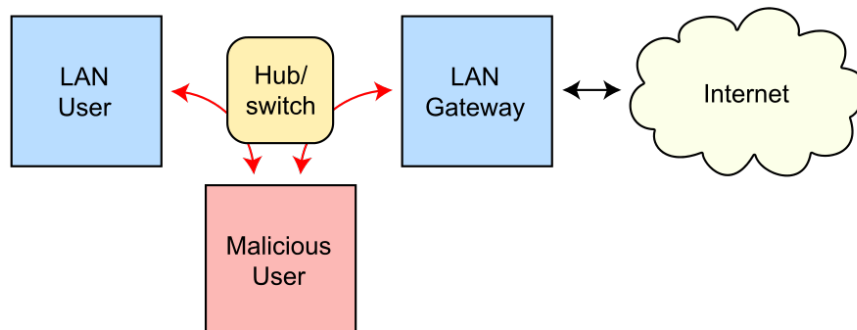 LAN
User
Hub/
switch
LAN
Gateway
Internet
Malicious
User